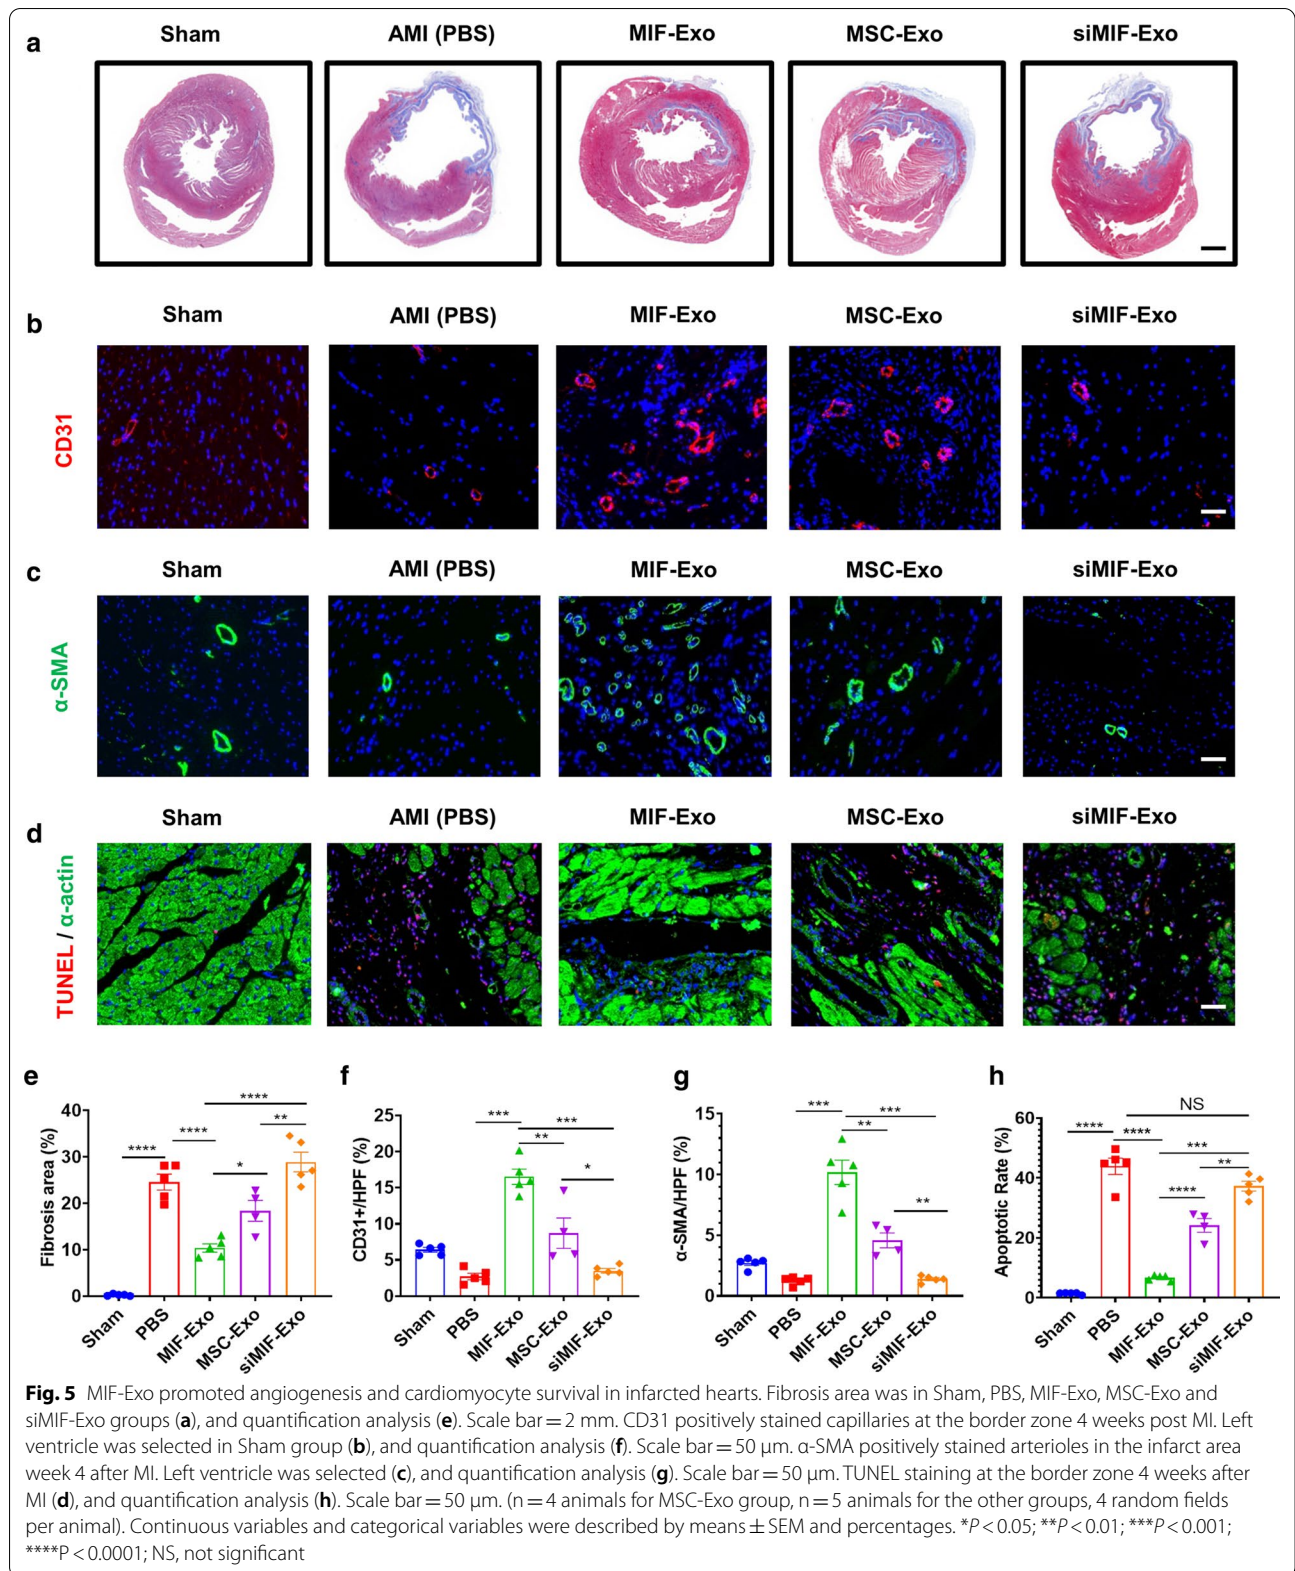 a
Sham AMI (PBS) MIF-Exo MSC-Exo siMIF-Exo
b
Sham AMI (PBS) MIF-Exo MSC-Exo siMIF-Exo
CD31
c
Sham AMI (PBS) MIF-Exo MSC-Exo siMIF-Exo
α-SMA
d
Sham AMI (PBS) MIF-Exo MSC-Exo siMIF-Exo
TUNEL / α-actin
e
Fibrosis area (%)
40
30
20
10
0
**** **** * **** **
Sham PBS MIF-Exo MSC-Exo siMIF-Exo
f
CD31+/HPF (%)
25
20
15
10
5
0
*** *** ** *
Sham PBS MIF-Exo MSC-Exo siMIF-Exo
g
α-SMA/HPF (%)
15
10
5
0
*** *** ** **
Sham PBS MIF-Exo MSC-Exo siMIF-Exo
h
Apoptotic Rate (%)
60
40
20
0
NS
**** **** *** ** ****
Sham PBS MIF-Exo MSC-Exo siMIF-Exo
Fig. 5 MIF-Exo promoted angiogenesis and cardiomyocyte survival in infarcted hearts. Fibrosis area was in Sham, PBS, MIF-Exo, MSC-Exo and
siMIF-Exo groups (a), and quantification analysis (e). Scale bar = 2 mm. CD31 positively stained capillaries at the border zone 4 weeks post MI. Left
ventricle was selected in Sham group (b), and quantification analysis (f). Scale bar = 50 μm. α-SMA positively stained arterioles in the infarct area
week 4 after MI. Left ventricle was selected (c), and quantification analysis (g). Scale bar = 50 μm. TUNEL staining at the border zone 4 weeks after
MI (d), and quantification analysis (h). Scale bar = 50 μm. (n = 4 animals for MSC-Exo group, n = 5 animals for the other groups, 4 random fields
per animal). Continuous variables and categorical variables were described by means ± SEM and percentages. *P < 0.05; **P < 0.01; ***P < 0.001;
****P < 0.0001; NS, not significant